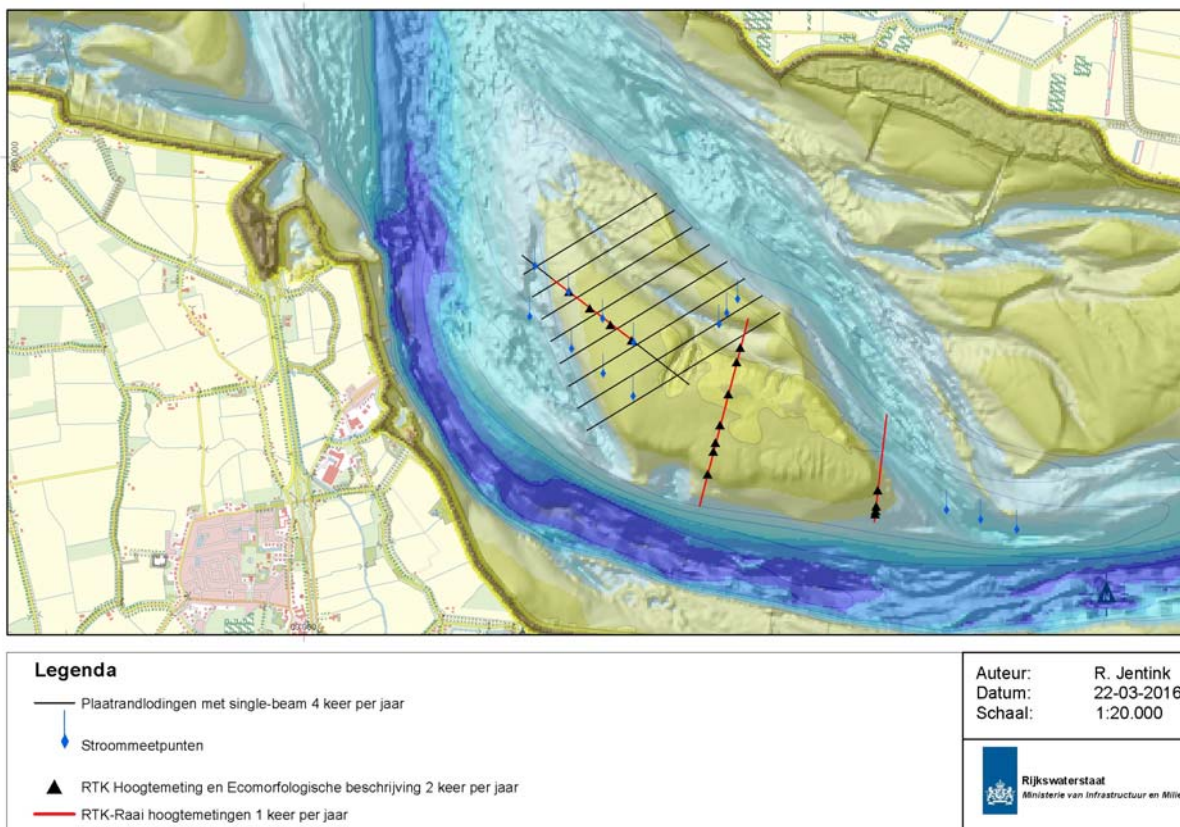 Legenda
Plaatrandlodingen met single-beam 4 keer per jaar
Stroommeetpunten
RTK Hoogtemeting en Ecomorfologische beschrijving 2 keer per jaar
RTK-Raai hoogtemetingen 1 keer per jaar
Auteur: R. Jentink
Datum: 22-03-2016
Schaal: 1:20.000
Rijkswaterstaat
Ministerie van Infrastructuur en Milie